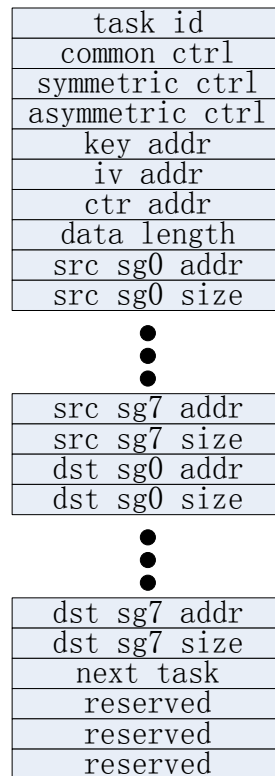 task id
common ctrl
symmetric ctrl
asymmetric ctrl
key addr
iv addr
ctr addr
data length
src sg0 addr
src sg0 size
src sg7 addr
src sg7 size
dst sg0 addr
dst sg0 size
dst sg7 addr
dst sg7 size
next task
reserved
reserved
reserved